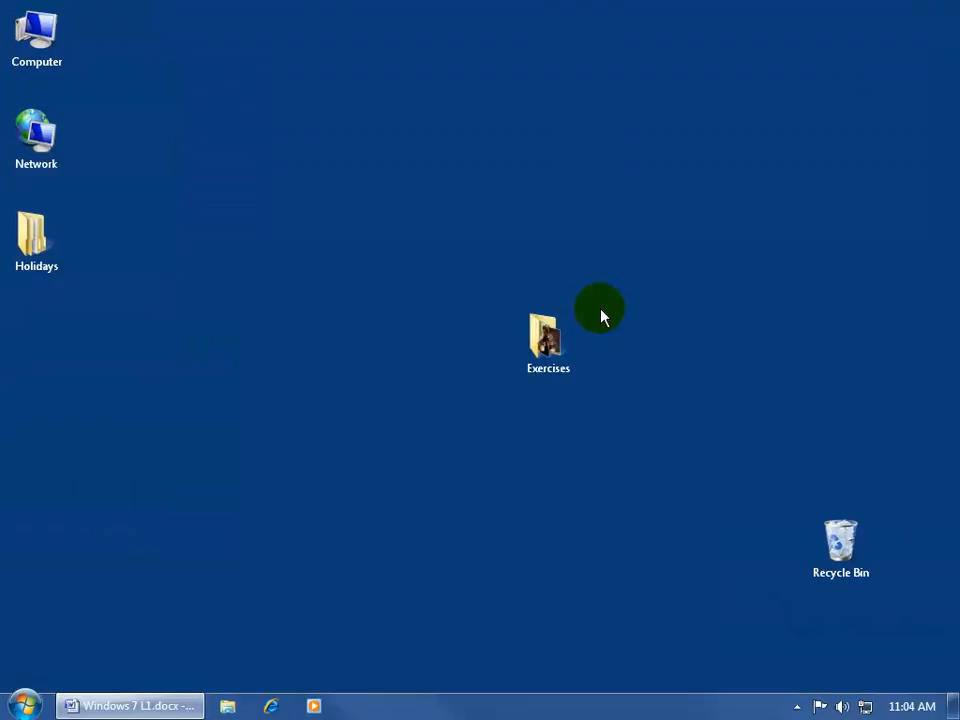 Computer
Network
Holidays
Exercises
Recycle Bin
Windows 7 L1.docx -...
11:04 AM